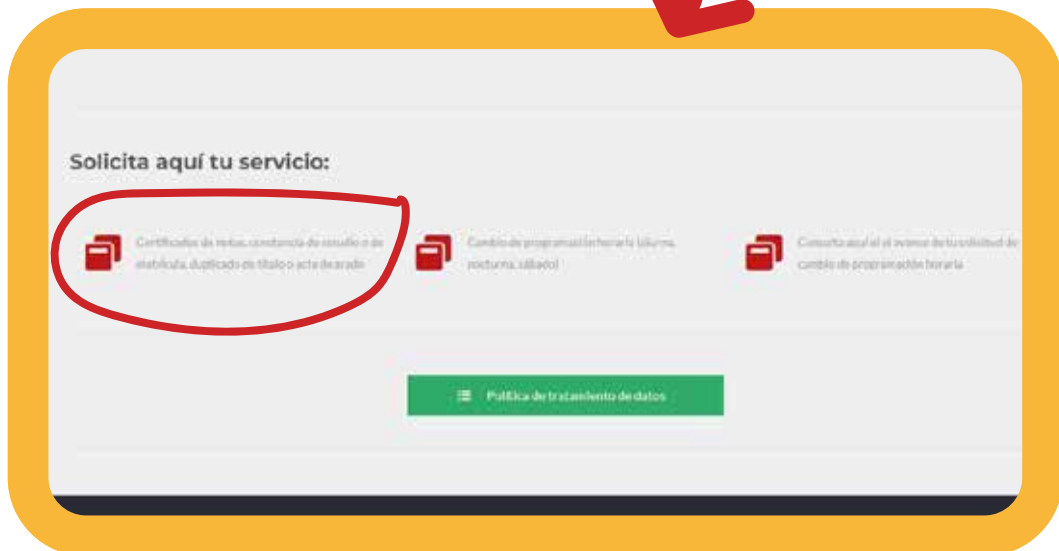 Solicita aquí tu servicio:
Certificados de notas, constancia de estudio o de
matrícula, duplicado de título o acta de grado
Cambio de programación horaria (diurna,
nocturna, sábado)
Consulta aquí el avance de tu solicitud de
cambio de programación horaria
Política de tratamiento de datos